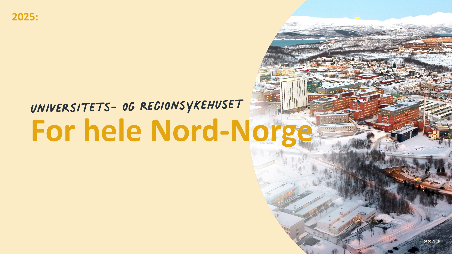 2025:
UNIVERSITETS- OG REGIONSYKEHUSET
For hele Nord-Norge